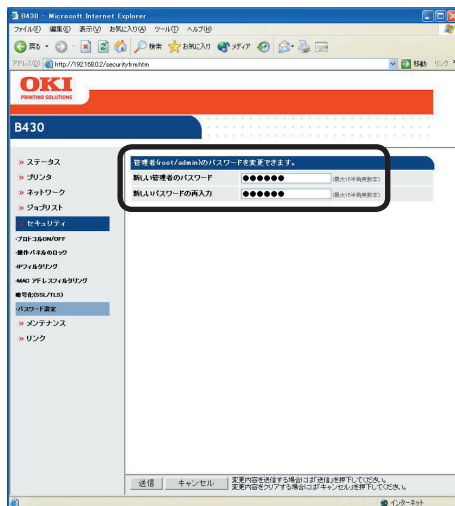 B430 - Microsoft Internet Explorer
ファイル(F) 編集(E) 表示(V) お気に入り(A) ツール(T) ヘルプ(H)
戻る 検索 お気に入り メディア
アドレス(D) http://192.168.0.2/securityfrm.htm 移動 リンク
OKI
PRINTING SOLUTIONS
B430
ステータス
プリンタ
ネットワーク
ジョブリスト
セキュリティ
・プロトコルON/OFF
・操作パネルのロック
・IPフィルタリング
・MAC アドレスフィルタリング
・暗号化(SSL/TLS)
・パスワード設定
メンテナンス
リンク
管理者(root/admin)のパスワードを変更できます。
新しい管理者のパスワード ●●●●●● (最大15半角英数字)
新しいパスワードの再入力 ●●●●●● (最大15半角英数字)
送信 キャンセル 変更内容を送信する場合には「送信」を押下してください。
変更内容をクリアする場合には「キャンセル」を押下してください。
インターネット